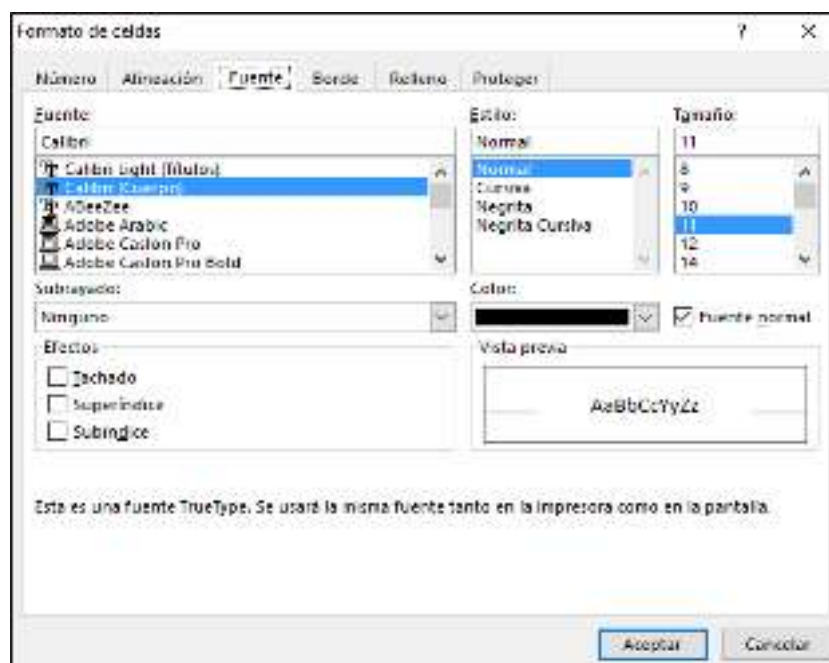 Formato de celdas ? ×
Número Alineación Fuente Borde Relleno Proteger
Fuente: Estilo: Tamaño:
Calibri Normal 11
Calibri Light (Títulos) Normal 8
Calibri (Cuerpo) Cursiva 9
ABeeZee Negrita 10
Adobe Arabic Negrita Cursiva 11
Adobe Caslon Pro 12
Adobe Caslon Pro Bold 14
Subrayado: Color:
Ninguno Fuente normal
Efectos Vista previa
Tachado
Superíndice AaBbCcYyZz
Subíndice
Esta es una fuente TrueType. Se usará la misma fuente tanto en la impresora como en la pantalla.
Aceptar Cancelar